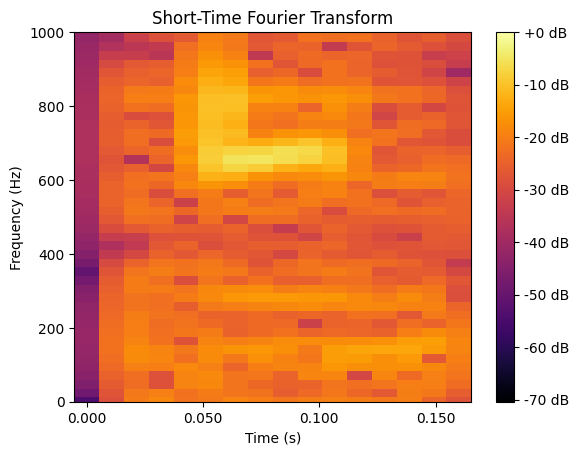 Short-Time Fourier Transform
1000
800
600
400
200
0
Frequency (Hz)
0.000
0.050
0.100
0.150
Time (s)
+0 dB
-10 dB
-20 dB
-30 dB
-40 dB
-50 dB
-60 dB
-70 dB